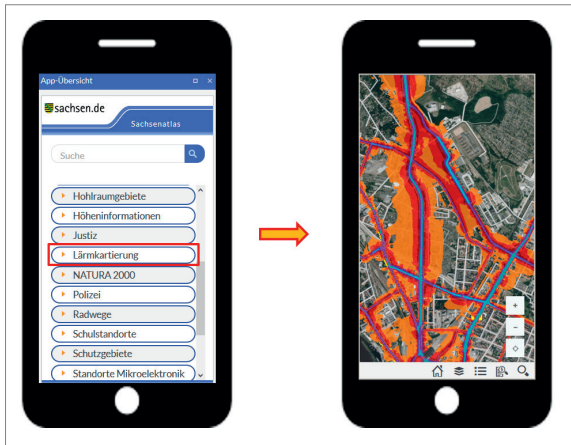 App-Übersicht
sachsen.de
Sachsenatlas
Suche
Hohlraumgebiete
Höheninformationen
Justiz
Lärmkartierung
NATURA 2000
Polizei
Radwege
Schulstandorte
Schutzgebiete
Standorte Mikroelektronik